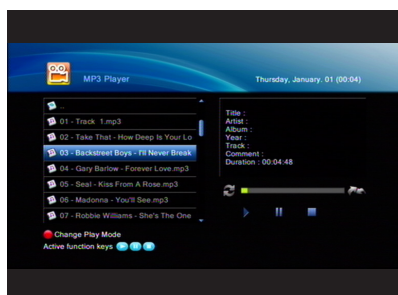 MP3 Player
Thursday, January. 01 (00:04)
..
01 - Track 1.mp3
02 - Take That - How Deep Is Your Lo
03 - Backstreet Boys - I'll Never Break
04 - Gary Barlow - Forever Love.mp3
05 - Seal - Kiss From A Rose.mp3
06 - Madonna - You'll See.mp3
07 - Robbie Williams - She's The One
Title :
Artist :
Album :
Year :
Track :
Comment :
Duration : 00:04:48
Change Play Mode
Active function keys